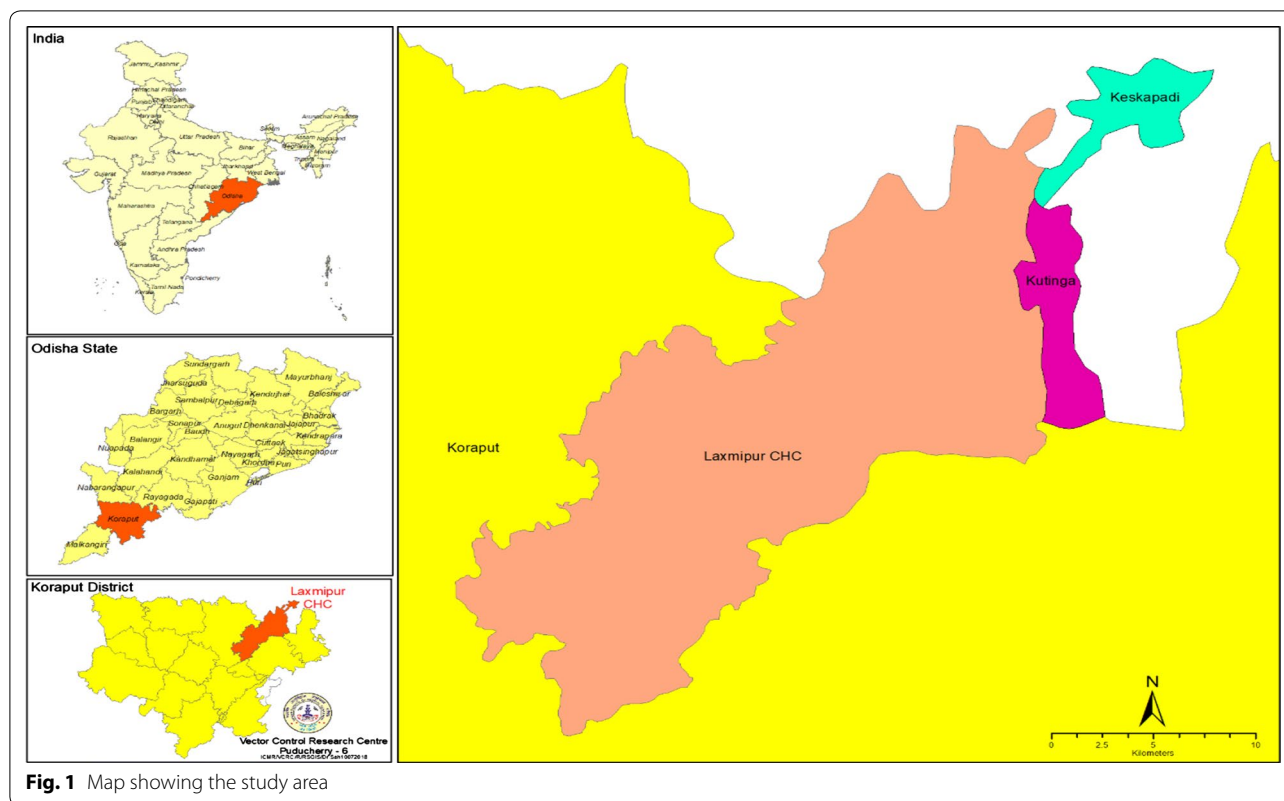 India
Jammu_Kashmir
Himachal Pradesh
Punjab
Chandigarh
Uttaranchal
Haryana
Delhi
Rajasthan
Uttar Pradesh
Bihar
Sikkim
Arunachal Pradesh
Assam
Nagaland
Meghalaya
Manipur
Tripura
Mizoram
Gujarat
Madhya Pradesh
Jharkhand
West Bengal
Chhattisgarh
Odisha
Maharashtra
Telangana
Goa
Andhra Pradesh
Karnataka
Pondicherry
Kerala
Tamil Nadu
Odisha State
Sundargarh
Jharsuguda
Mayurbhanj
Sambalpur
Debagarh
Kendujhar
Baleshwar
Bargarh
Bhadrak
Sonapur
Anugul
Dhenkanal
Jajapur
Baudh
Kendrapara
Balangir
Cuttack
Nuapada
Nayagarh
Jagatsinghapur
Kandhamal
Khordha
Puri
Kalahandi
Ganjam
Puri
Nabarangapur
Rayagada
Gajapati
Koraput
Malkangiri
Koraput District
Laxmipur
CHC
Vector Control Research Centre
Puducherry - 6
Keskapadi
Kutinga
Koraput
Laxmipur CHC
N
0 2.5 5 10
Kilometers
Fig. 1 Map showing the study area